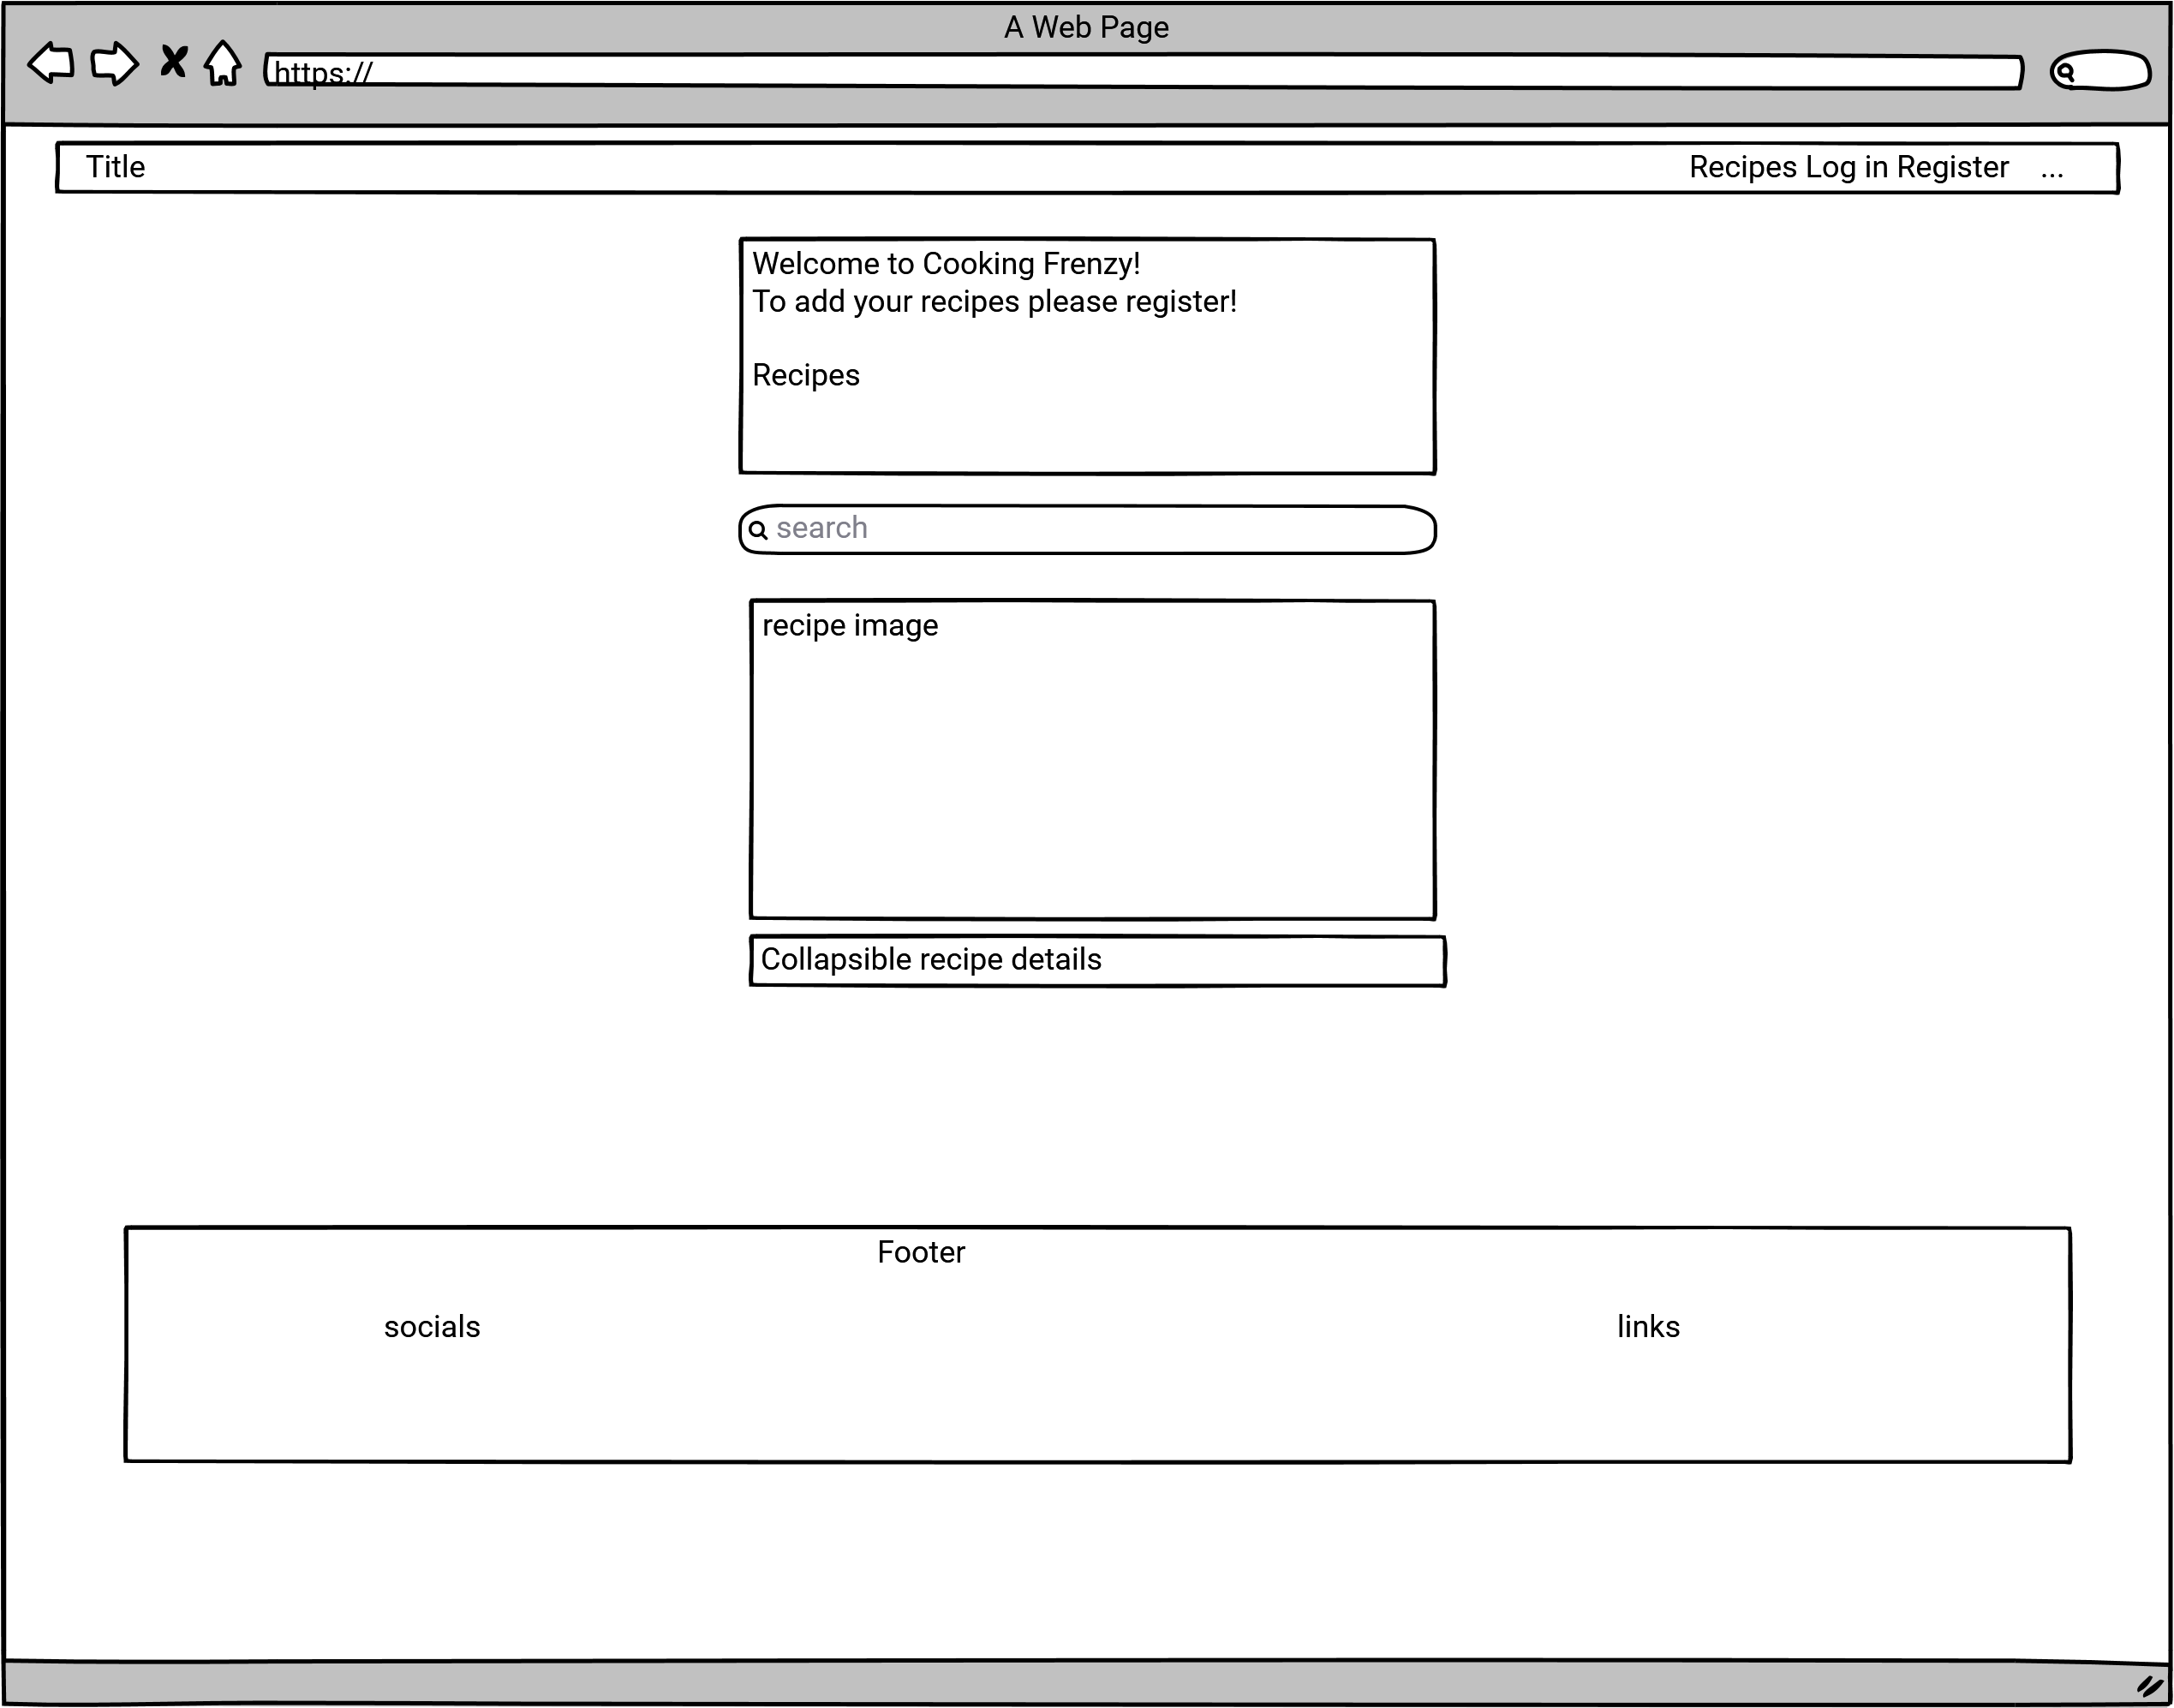 A Web Page
https://
Title
Recipes Log in Register ...
Welcome to Cooking Frenzy!
To add your recipes please register!
Recipes
search
recipe image
Collapsible recipe details
Footer
socials
links